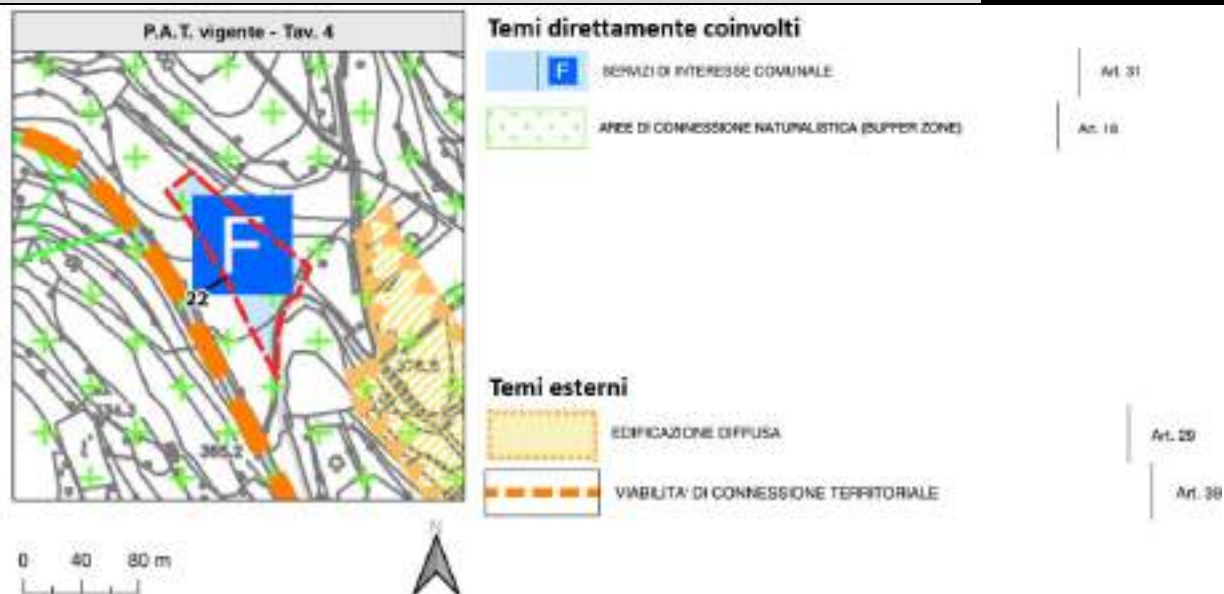 P.A.T. vigente - Tav. 4
F
22
365,2
0 40 80 m
N
Temi direttamente coinvolti
F SERVIZI DI INTERESSE COMUNALE Art. 31
AREE DI CONNESSIONE NATURALISTICA (BUFFER ZONE) Art.
Temi esterni
EDIFICAZIONE DIFFUSA Art. 29
VIABILITA' DI CONNESSIONE TERRITORIALE Art. 39